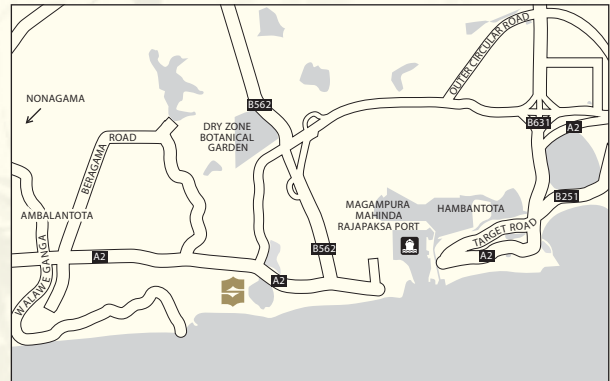 OUTER CIRCULAR ROAD
NONAGAMA
B562
DRY ZONE
BOTANICAL
GARDEN
B631
A2
BERAGAMA
ROAD
B251
MAGAMPURA
MAHINDA
RAJAPAKSA PORT
HAMBANTOTA
AMBALANTOTA
TARGET ROAD
A2
B562
A2
A2
WALAWE GANGA